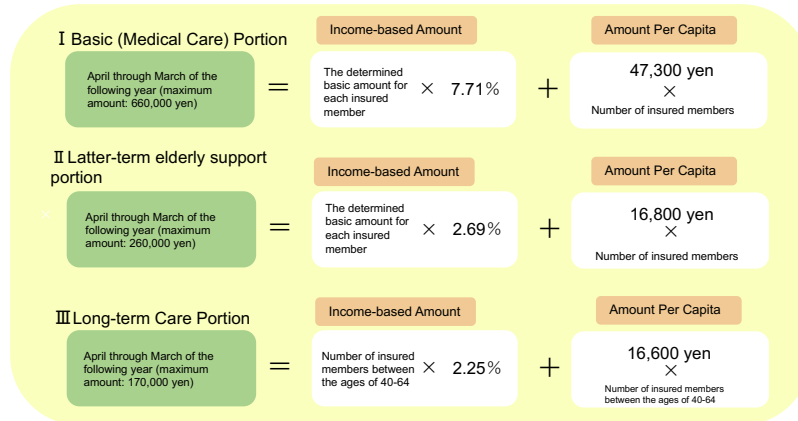 Ⅰ Basic (Medical Care) Portion
Income-based Amount
Amount Per Capita
April through March of the
following year (maximum
amount: 660,000 yen)
=
The determined
basic amount for
each insured
member
× 7.71%
+
47,300 yen
×
Number of insured members
Ⅱ Latter-term elderly support
portion
Income-based Amount
Amount Per Capita
April through March of the
following year (maximum
amount: 260,000 yen)
=
The determined
basic amount for
each insured
member
× 2.69%
+
16,800 yen
×
Number of insured members
Ⅲ Long-term Care Portion
Income-based Amount
Amount Per Capita
April through March of the
following year (maximum
amount: 170,000 yen)
=
Number of insured
members between
the ages of 40-64
× 2.25%
+
16,600 yen
×
Number of insured members
between the ages of 40-64